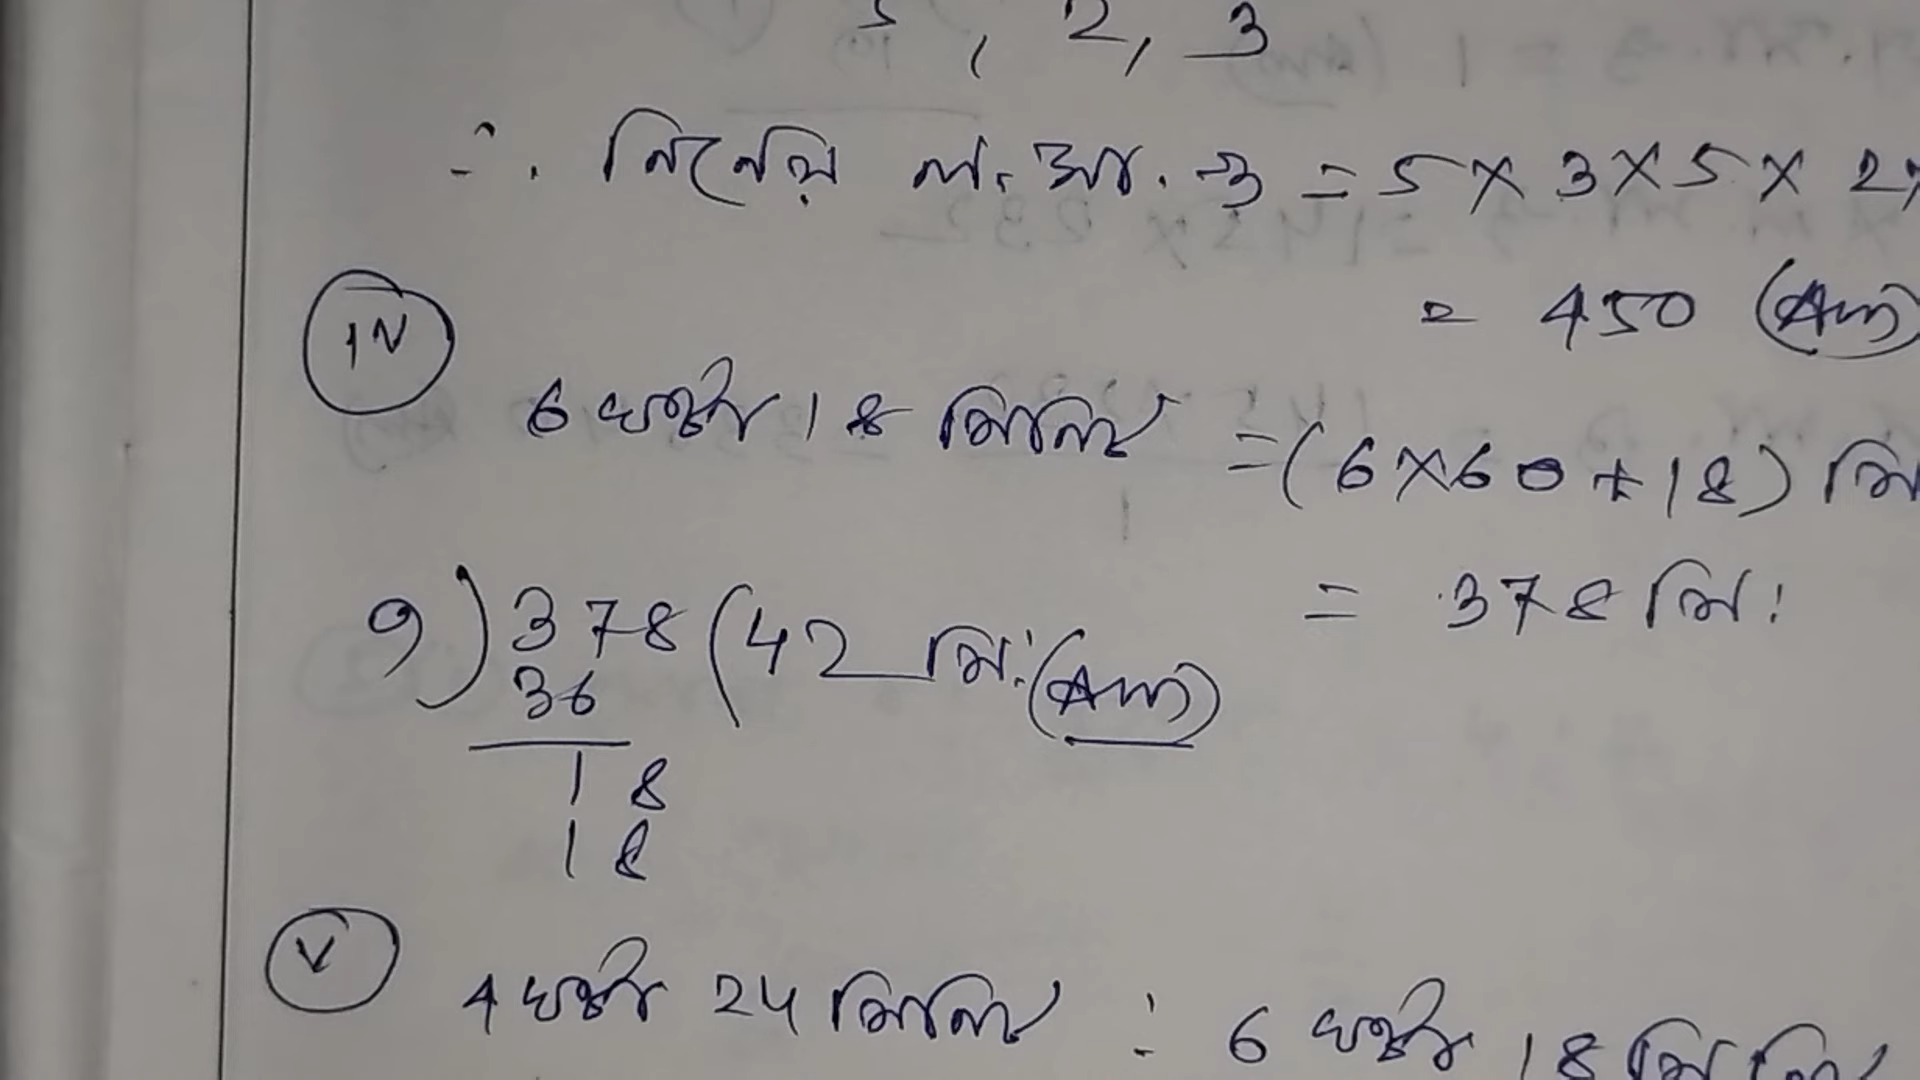 5, 2, 3
∴ নির্নেয় ল. সা. গু = 5 × 3 × 5 × 2 ×
= 450 (Ans)
IV
6 ঘন্টা 18 মিনিট = (6×60+18) মি
= 378 মি:
9) 378 (42 মি: (Ans)
36
18
18
V
4 ঘন্টা 24 মিনিট ÷ 6 ঘন্টা 18 মিনিট